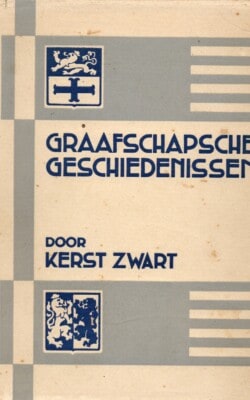 GRAAFSCHAPSCHE
GESCHIEDENISSEN
DOOR
KERST ZWART